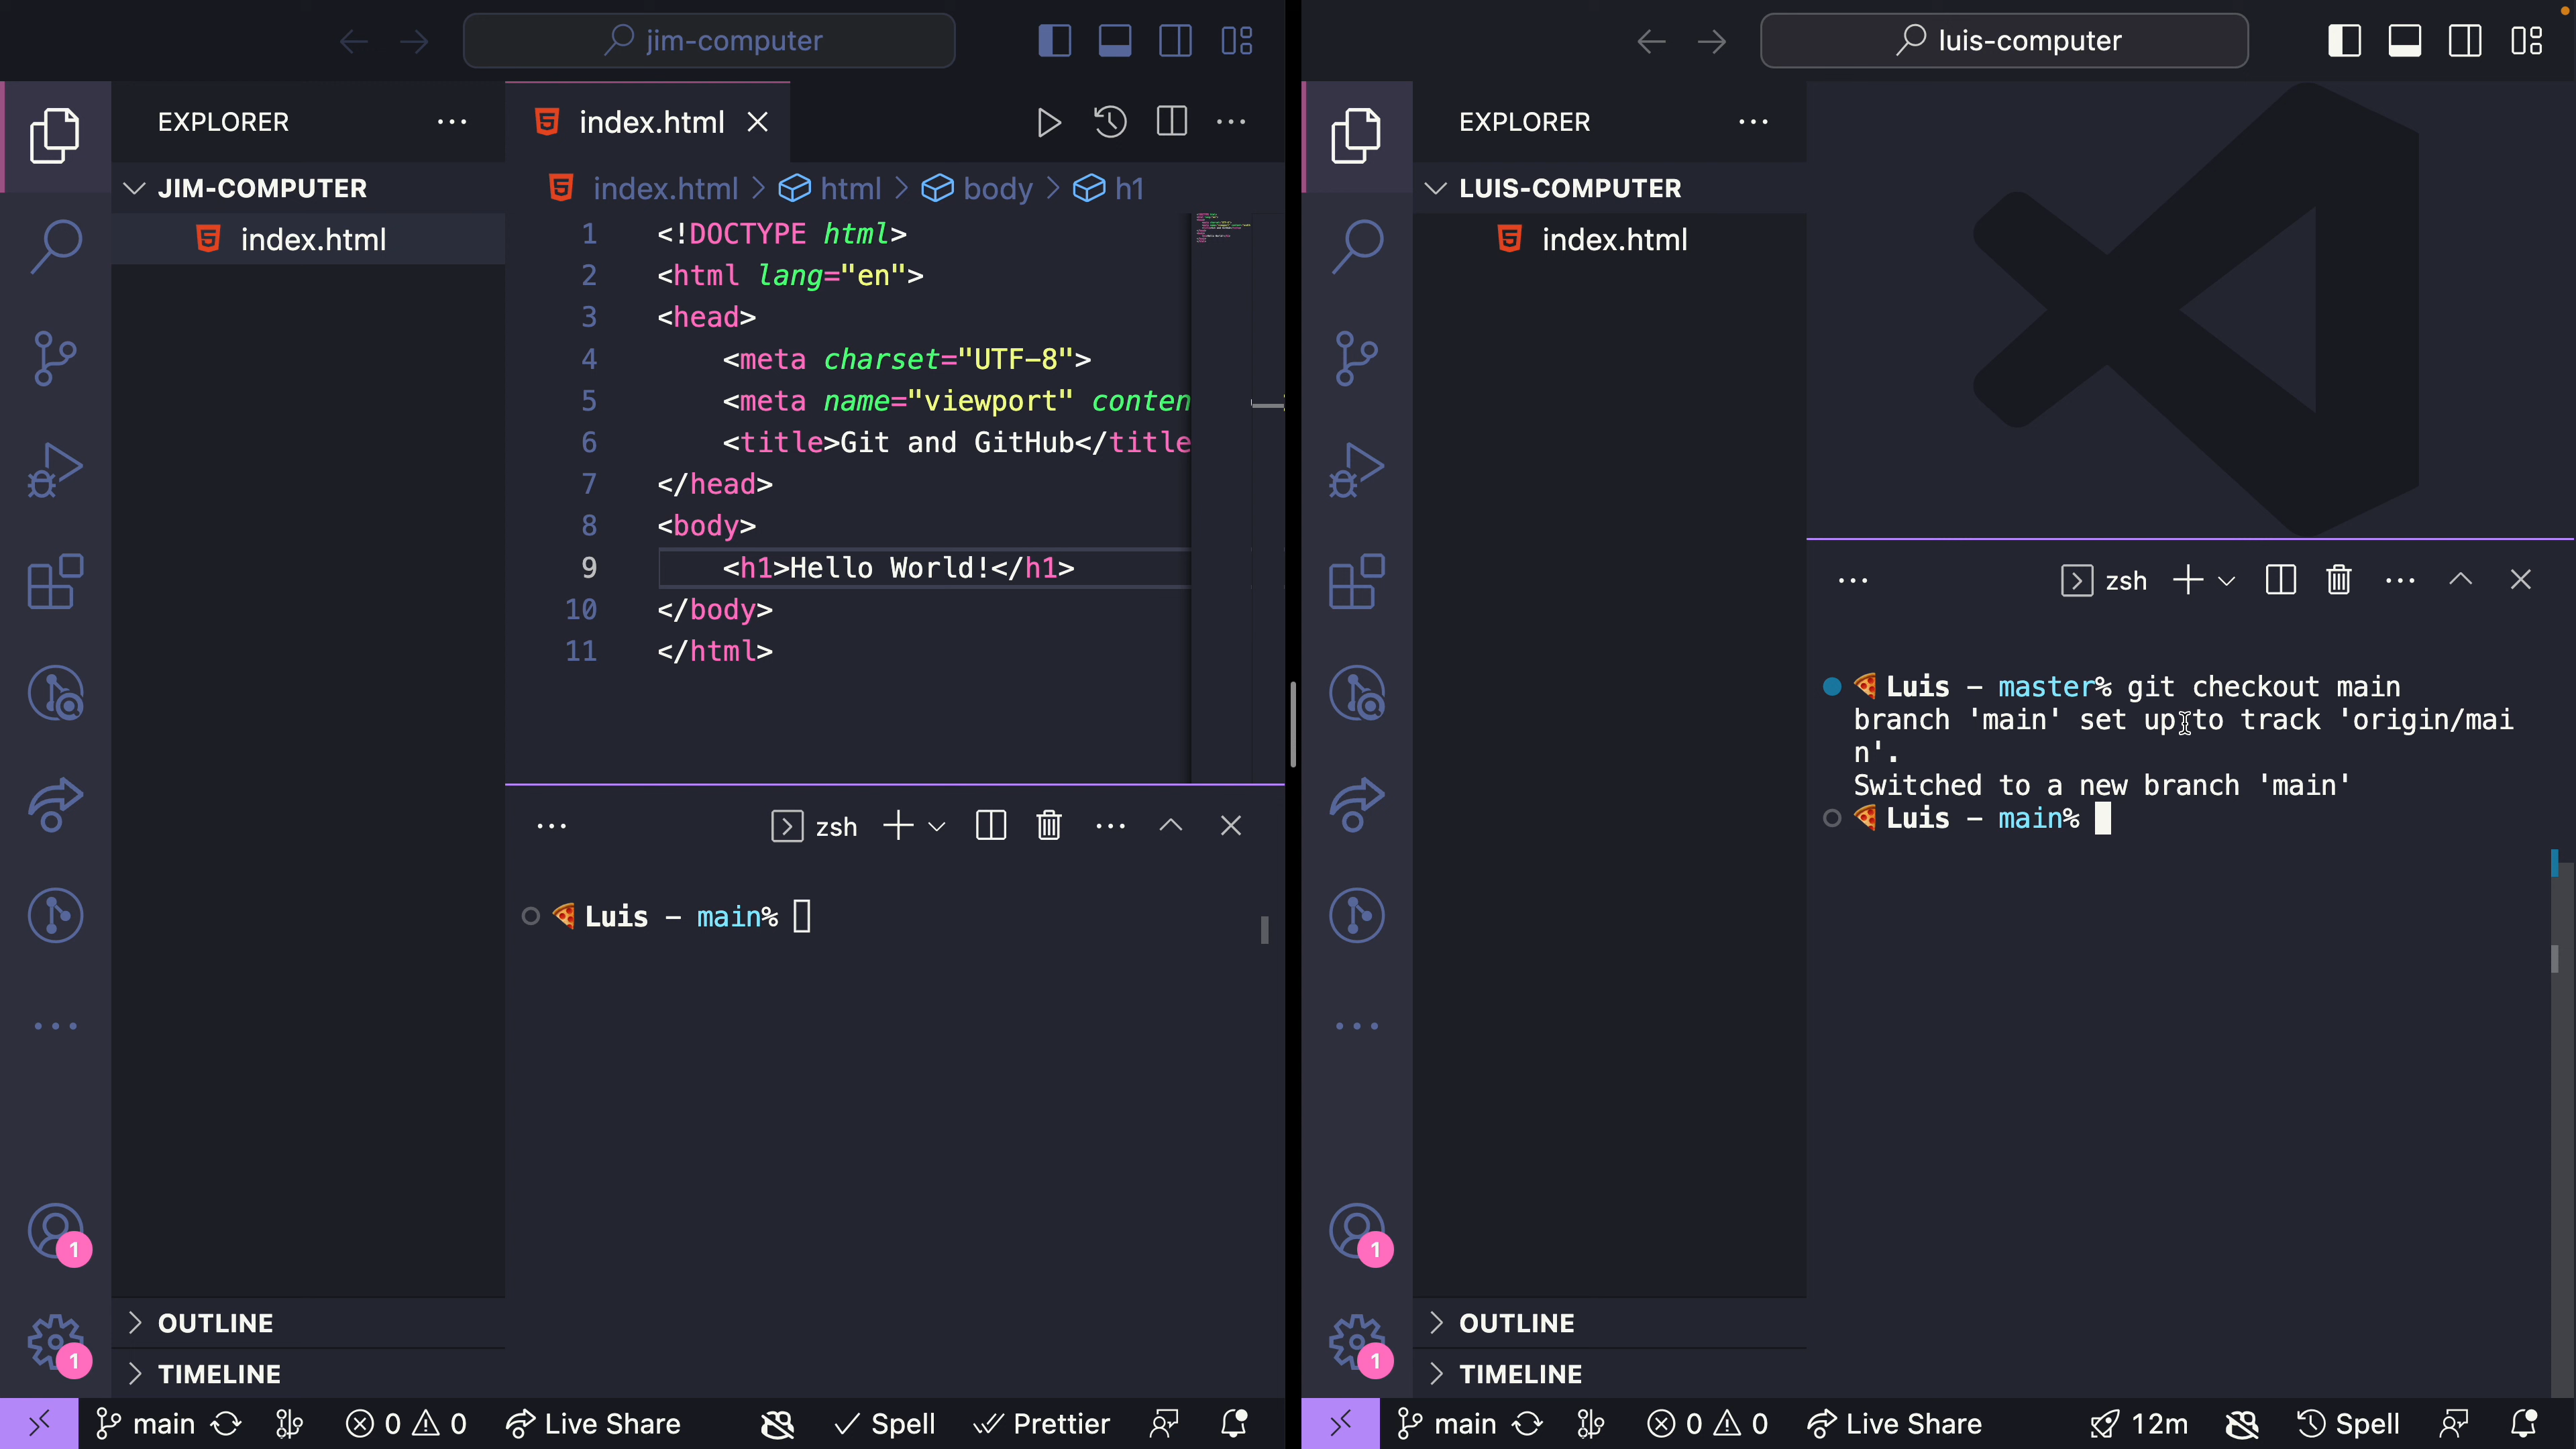 jim-computer
EXPLORER
JIM-COMPUTER
index.html
index.html
index.html > html > body > h1
1 <!DOCTYPE html>
2 <html lang="en">
3 <head>
4 <meta charset="UTF-8">
5 <meta name="viewport" conten
6 <title>Git and GitHub</title
7 </head>
8 <body>
9 <h1>Hello World!</h1>
10 </body>
11 </html>
zsh
Luis - main%
OUTLINE
TIMELINE
1
1
main
0 0
Live Share
Spell
Prettier
luis-computer
EXPLORER
LUIS-COMPUTER
index.html
zsh
Luis - master% git checkout main
branch 'main' set up to track 'origin/mai
n'.
Switched to a new branch 'main'
Luis - main%
OUTLINE
TIMELINE
1
1
main
0 0
Live Share
12m
Spell